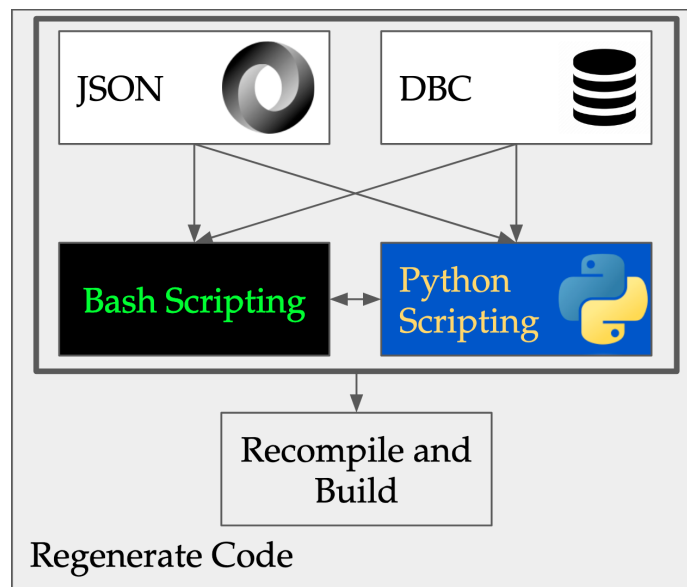 JSON
DBC
Bash Scripting
Python
Scripting
Recompile and
Build
Regenerate Code